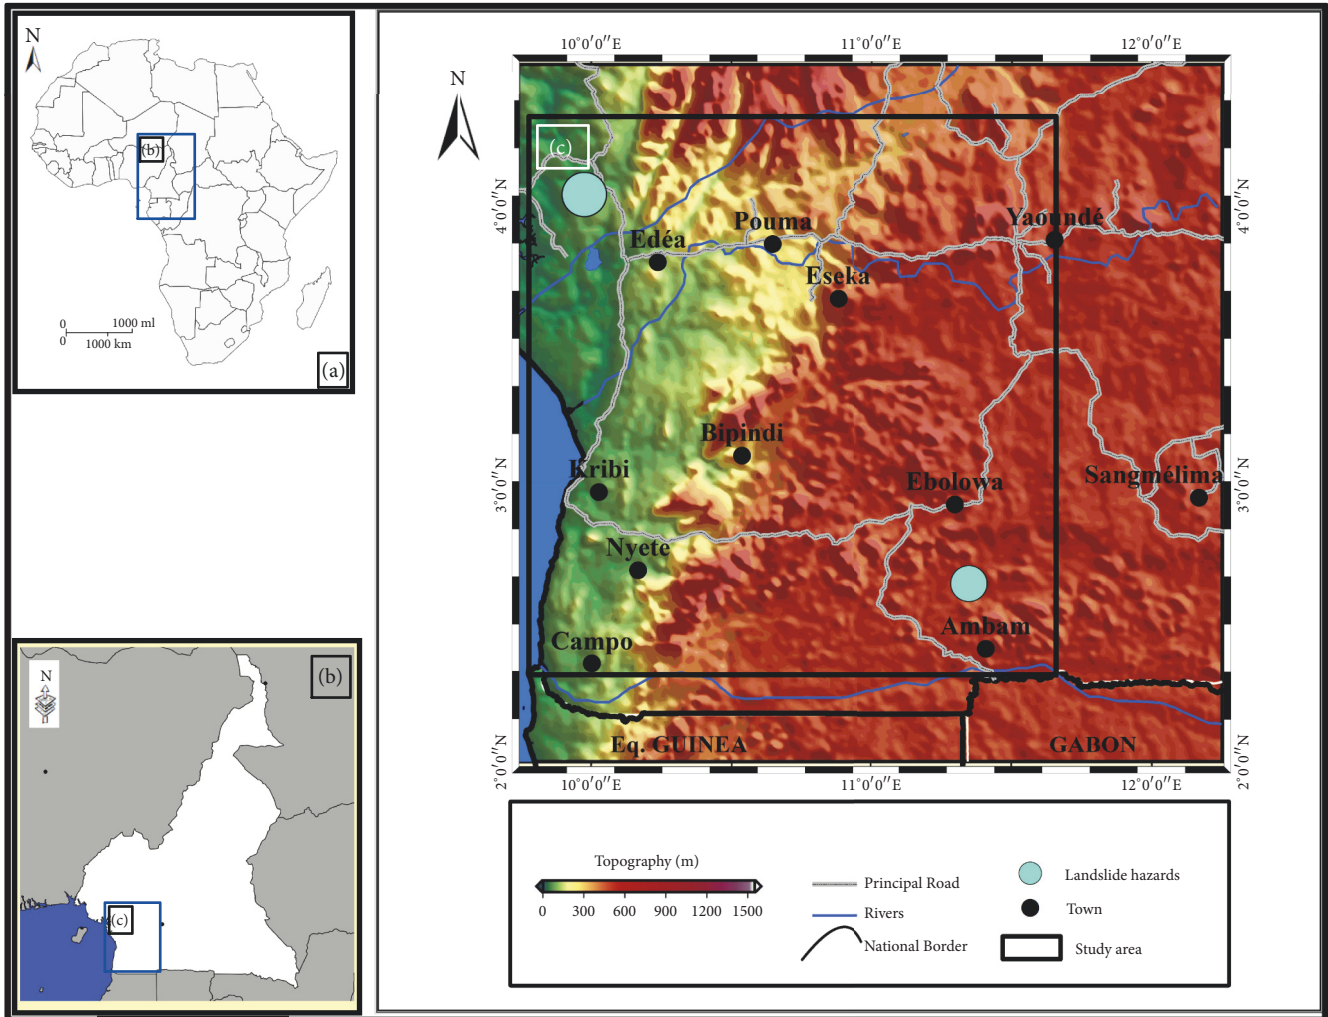 N
(b)
0 1000 ml
0 1000 km
(a)
N
(b)
(c)
10°0′0″E 11°0′0″E 12°0′0″E
N
(c)
4°0′0″N
4°0′0″N
Pouma
Yaoundé
Edéa
Eseka
Bipindi
Kribi
Ebolowa
Sangmélima
3°0′0″N
3°0′0″N
Nyete
Campo
Ambam
Eq. GUINEA
GABON
2°0′0″N
2°0′0″N
10°0′0″E 11°0′0″E 12°0′0″E
Topography (m)
0 300 600 900 1200 1500
Principal Road
Rivers
National Border
Landslide hazards
Town
Study area